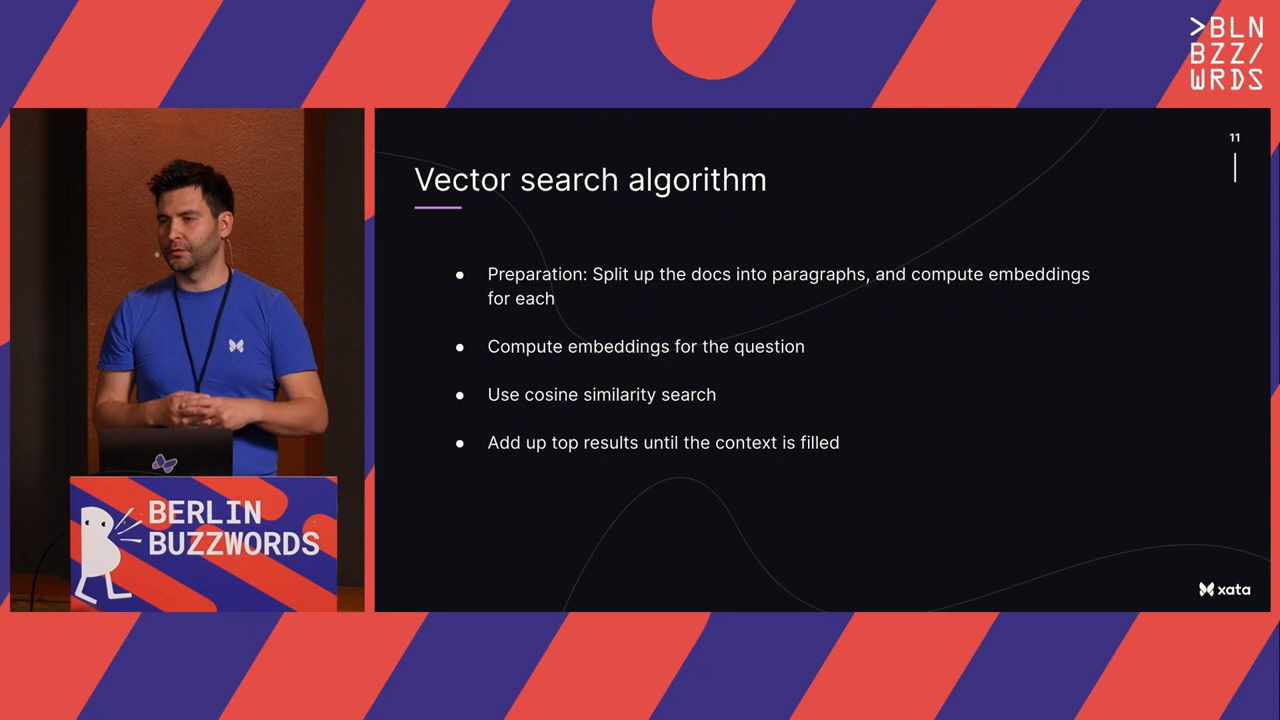 >BLN
BZZ/
WRDS
11
Vector search algorithm
● Preparation: Split up the docs into paragraphs, and compute embeddings
for each
● Compute embeddings for the question
● Use cosine similarity search
● Add up top results until the context is filled
BERLIN
BUZZWORDS
xata